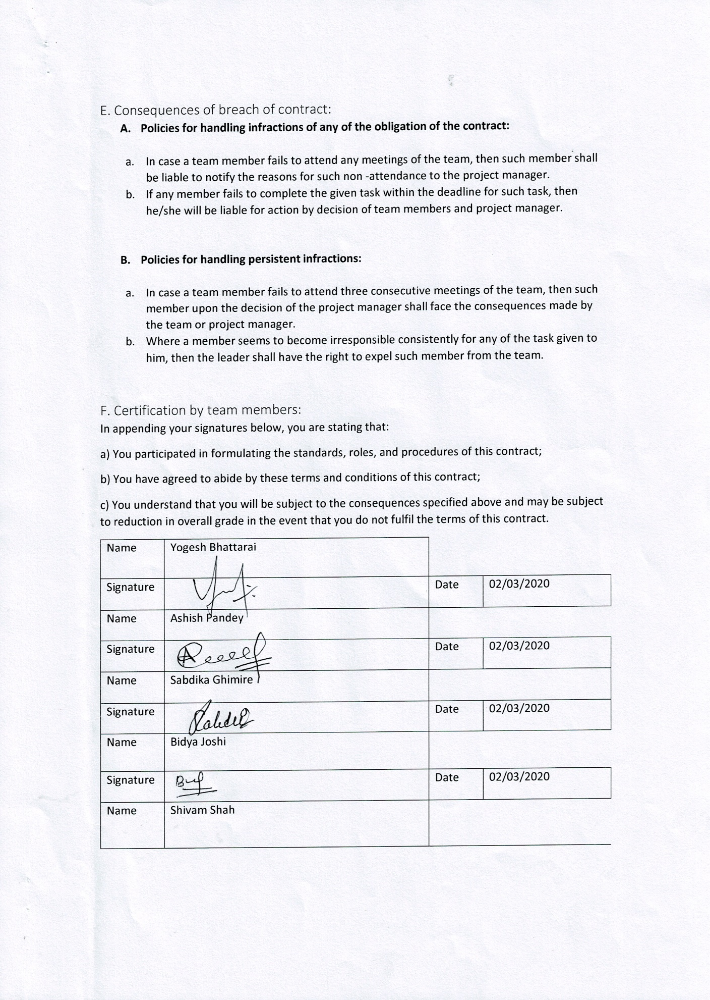 E. Consequences of breach of contract:
A. Policies for handling infractions of any of the obligation of the contract:
a. In case a team member fails to attend any meetings of the team, then such member shall
be liable to notify the reasons for such non -attendance to the project manager.
b. If any member fails to complete the given task within the deadline for such task, then
he/she will be liable for action by decision of team members and project manager.
B. Policies for handling persistent infractions:
a. In case a team member fails to attend three consecutive meetings of the team, then such
member upon the decision of the project manager shall face the consequences made by
the team or project manager.
b. Where a member seems to become irresponsible consistently for any of the task given to
him, then the leader shall have the right to expel such member from the team.
F. Certification by team members:
In appending your signatures below, you are stating that:
a) You participated in formulating the standards, roles, and procedures of this contract;
b) You have agreed to abide by these terms and conditions of this contract;
c) You understand that you will be subject to the consequences specified above and may be subject
to reduction in overall grade in the event that you do not fulfil the terms of this contract.
Name Yogesh Bhattarai
Signature Date 02/03/2020
Name Ashish Pandey
Signature Date 02/03/2020
Name Sabdika Ghimire
Signature Date 02/03/2020
Name Bidya Joshi
Signature Date 02/03/2020
Name Shivam Shah